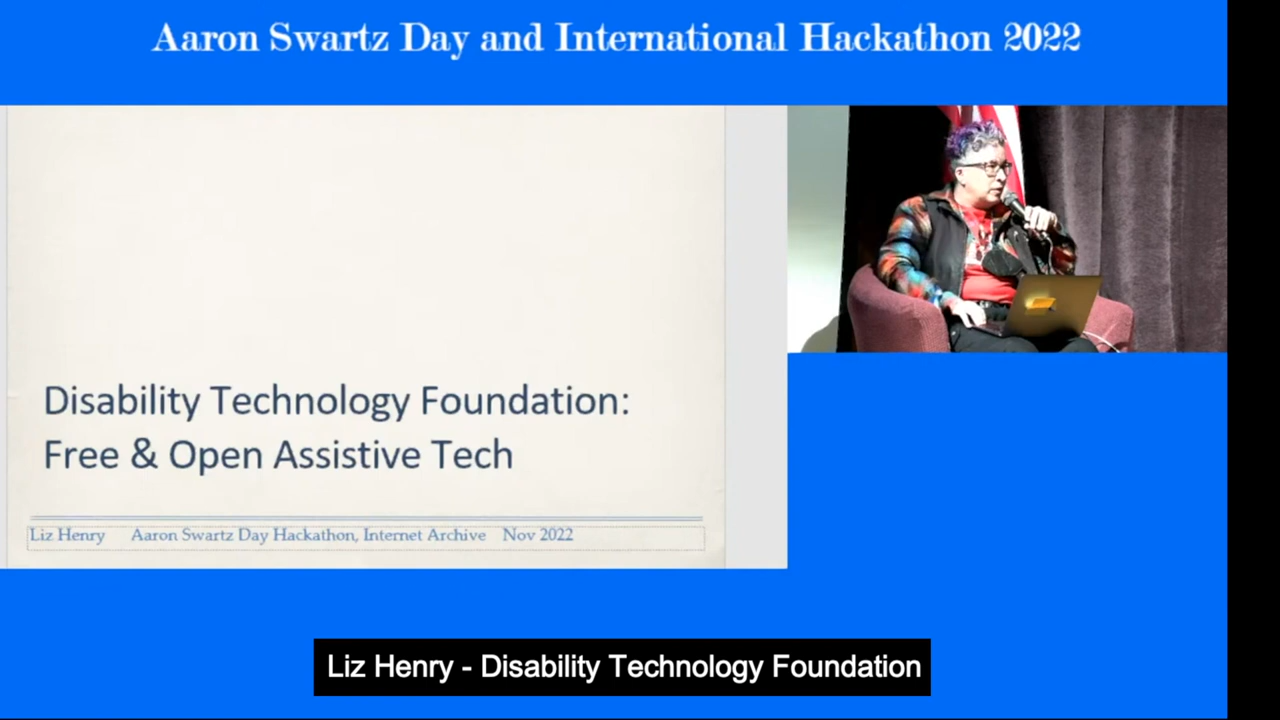 Aaron Swartz Day and International Hackathon 2022
Disability Technology Foundation:
Free & Open Assistive Tech
Liz Henry Aaron Swartz Day Hackathon, Internet Archive Nov 2022
Liz Henry - Disability Technology Foundation